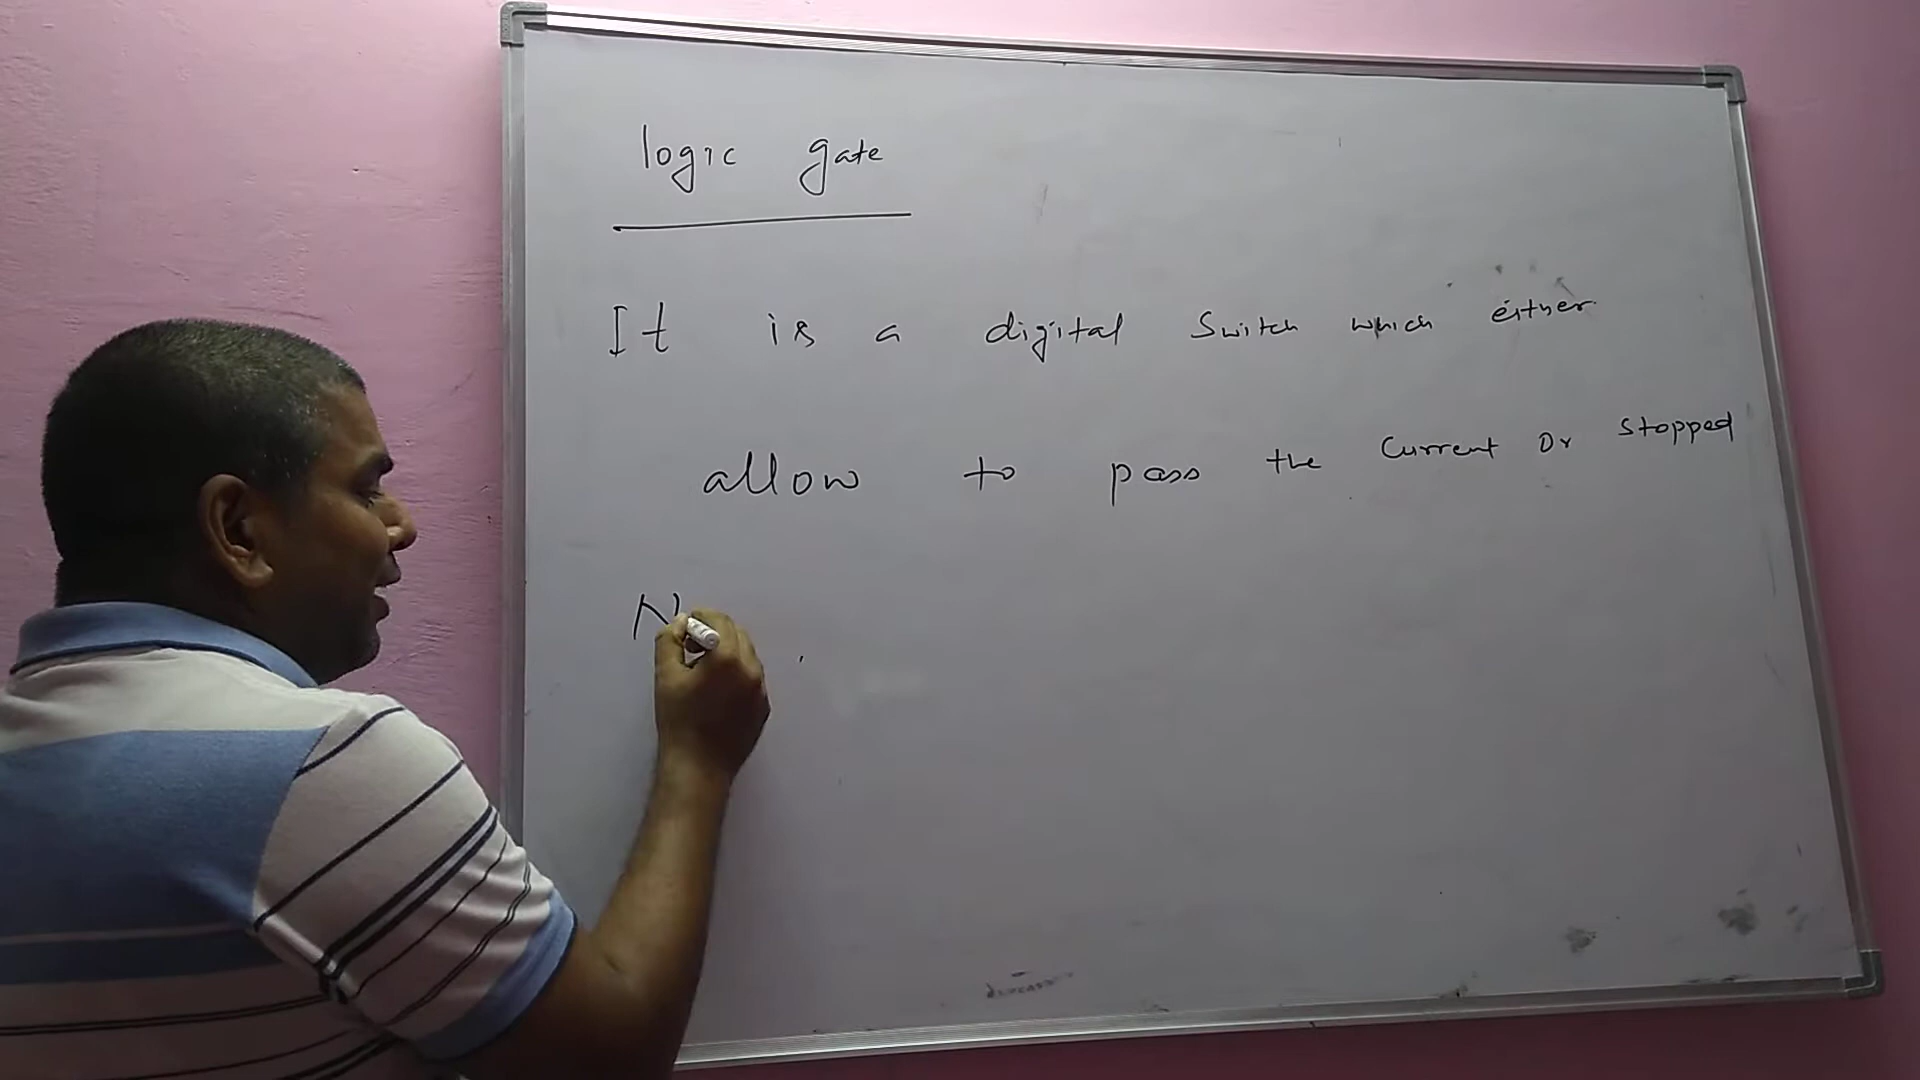 logic gate
It is a digital Switch which either
allow to pass the Current Or Stopped
N